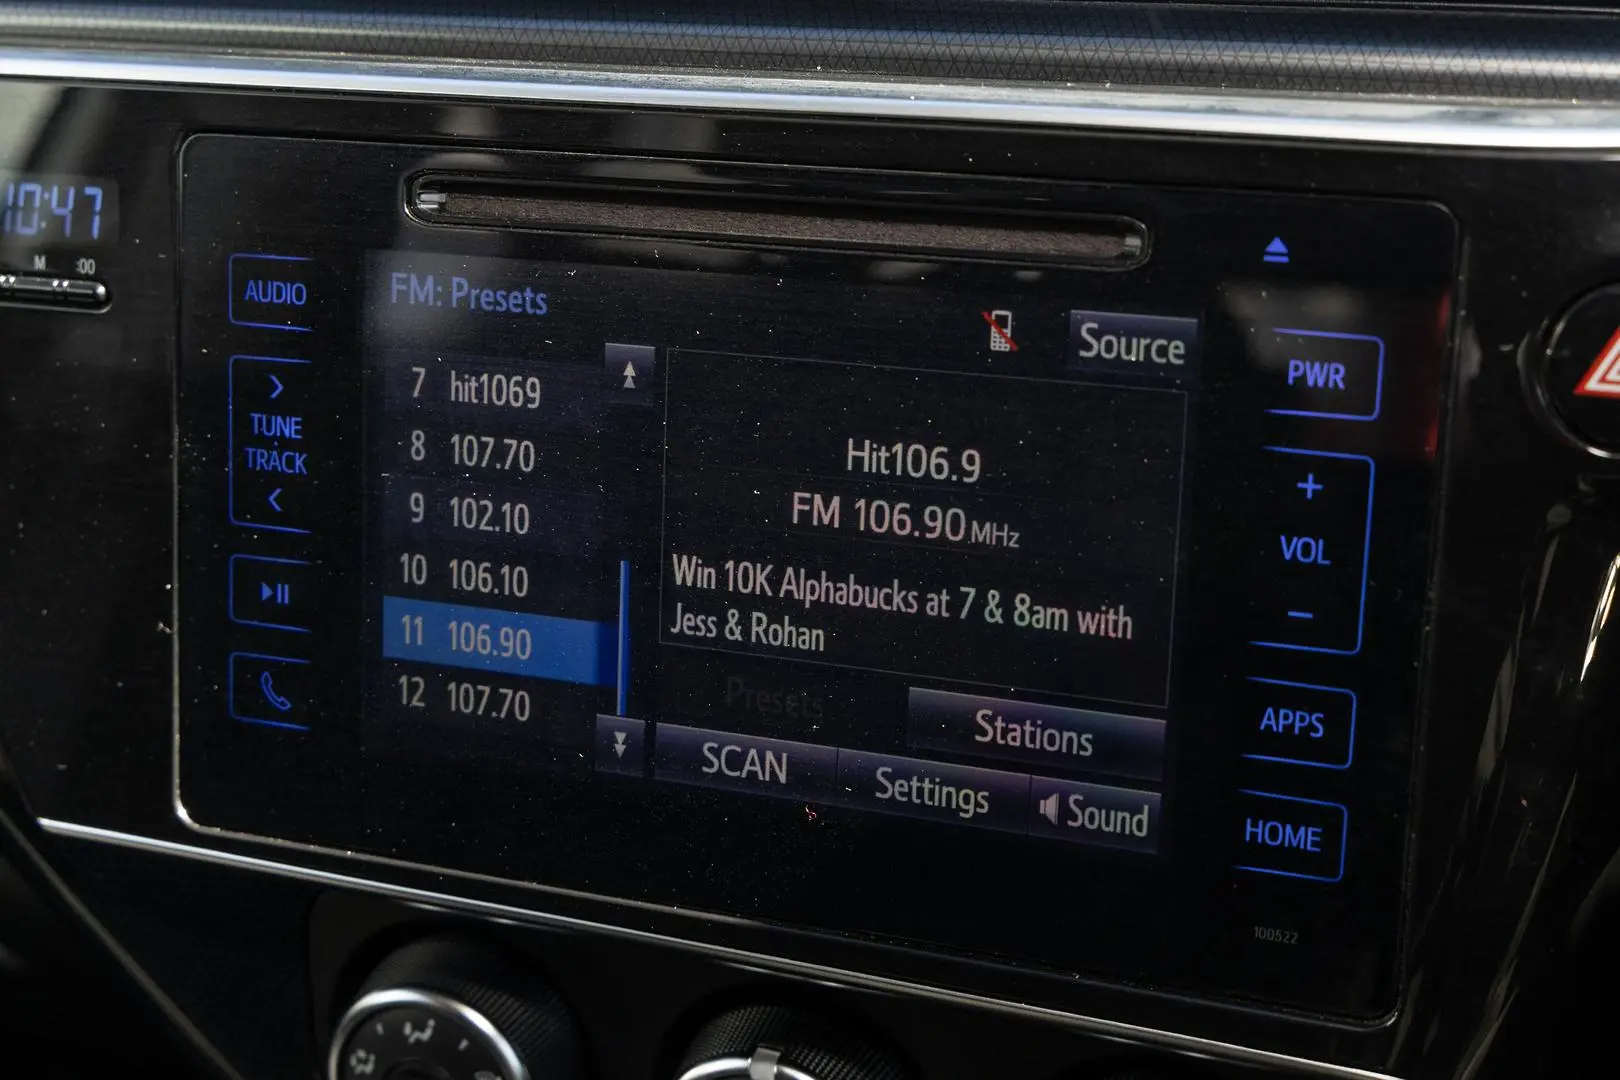 10:47
M :00
AUDIO
TUNE
TRACK
FM: Presets
Source
7 hit1069
8 107.70
9 102.10
10 106.10
11 106.90
12 107.70
Hit106.9
FM 106.90MHz
Win 10K Alphabucks at 7 & 8am with
Jess & Rohan
Presets
Stations
SCAN
Settings
Sound
PWR
+
VOL
−
APPS
HOME
100522